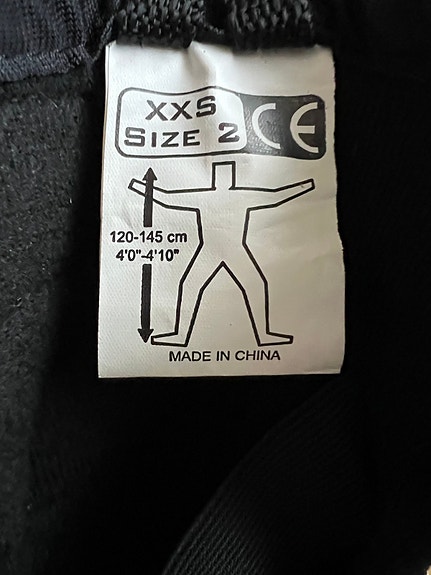 XXS
SIZE 2
CE
120-145 cm
4'0"-4'10"
MADE IN CHINA